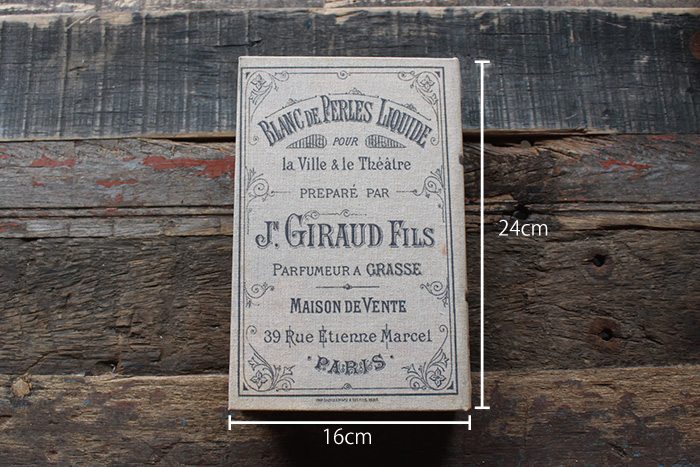 BLANC DE PERLES LIQUIDE
POUR
la Ville & le Théâtre
PREPARÉ PAR
Jn. GIRAUD FILS
PARFUMEUR A GRASSE
MAISON DE VENTE
39 Rue Etienne Marcel
PARIS
24cm
16cm